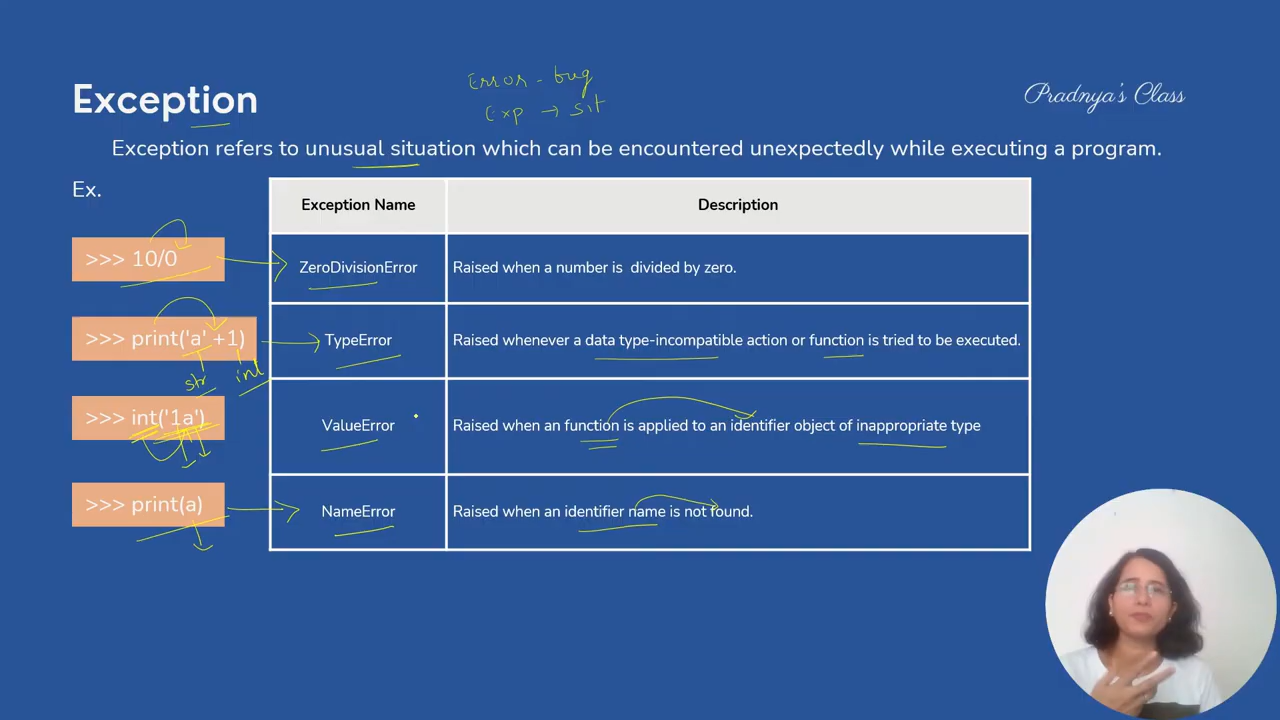 Error - bug
Exception
Exp → sit
Pradnya's Class
Exception refers to unusual situation which can be encountered unexpectedly while executing a program.
Ex.
Exception Name Description
>>> 10/0 ZeroDivisionError Raised when a number is divided by zero.
>>> print('a' +1) TypeError Raised whenever a data type-incompatible action or function is tried to be executed.
str int
>>> int('1a') ValueError Raised when an function is applied to an identifier object of inappropriate type
>>> print(a) NameError Raised when an identifier name is not found.